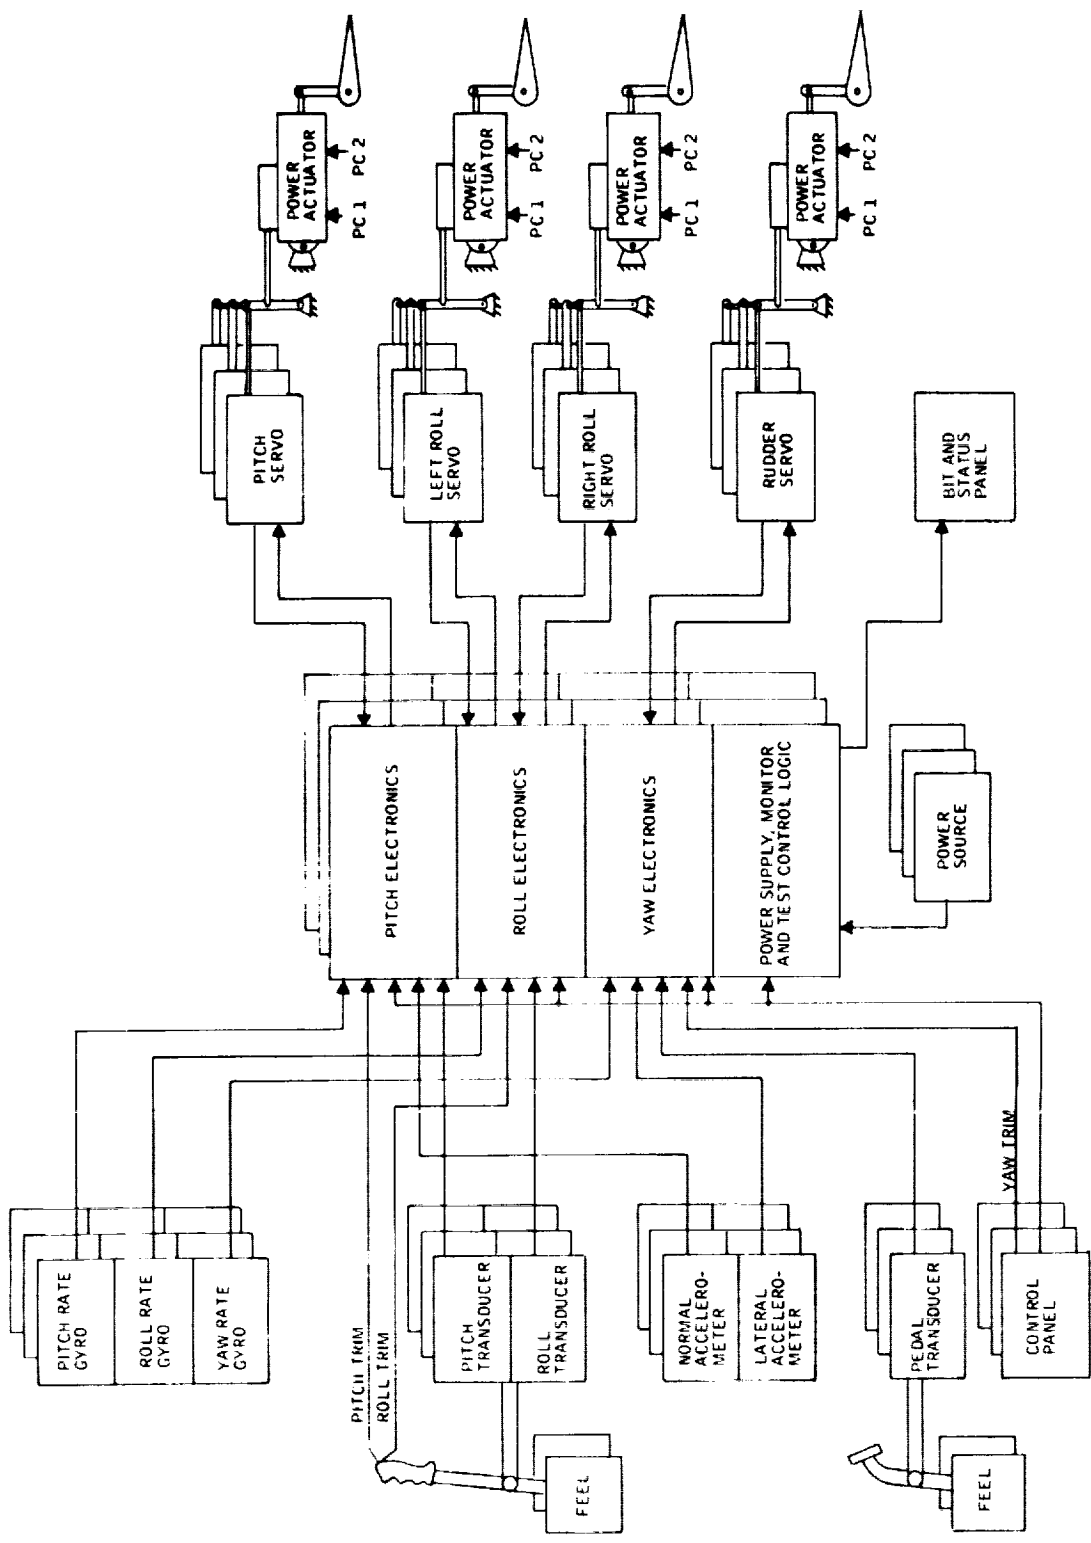 PITCH RATE
GYRO
ROLL RATE
GYRO
YAW RATE
GYRO
PITCH TRIM
ROLL TRIM
PITCH
TRANSDUCER
ROLL
TRANSDUCER
FEEL
NORMAL
ACCELERO-
METER
LATERAL
ACCELERO-
METER
PEDAL
TRANSDUCER
FEEL
YAW TRIM
CONTROL
PANEL
PITCH ELECTRONICS
ROLL ELECTRONICS
YAW ELECTRONICS
POWER SUPPLY, MONITOR
AND TEST CONTROL LOGIC
POWER
SOURCE
PITCH
SERVO
LEFT ROLL
SERVO
RIGHT ROLL
SERVO
RUDDER
SERVO
BIT AND
STATUS
PANEL
POWER
ACTUATOR
PC 1
PC 2
POWER
ACTUATOR
PC 1
PC 2
POWER
ACTUATOR
PC 1
PC 2
POWER
ACTUATOR
PC 1
PC 2